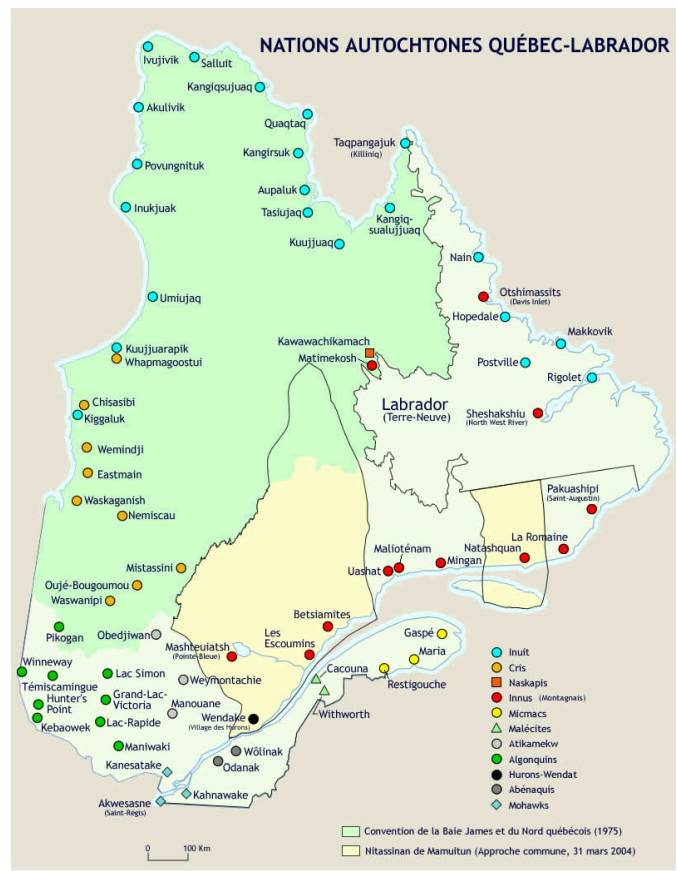 NATIONS AUTOCHTONES QUÉBEC-LABRADOR
Ivujivik
Salluit
Kangiqsujuaq
Akulivik
Quaqtaq
Taqpangajuk
(Killiniq)
Kangirsuk
Povungnituk
Aupaluk
Inukjuak
Tasiujaq
Kangiq-
sualujjuaq
Kuujjuaq
Nain
Umiujaq
Otshimassits
(Davis Inlet)
Hopedale
Makkovik
Kawawachikamach
Kuujjuarapik
Matimekosh
Whapmagoostui
Postville
Rigolet
Chisasibi
Labrador
(Terre-Neuve)
Sheshakshiu
(North West River)
Kiggaluk
Wemindji
Eastmain
Pakuashipi
(Saint-Augustin)
Waskaganish
Nemiscau
La Romaine
Maliotenam
Natashquan
Mingan
Mistassini
Uashat
Oujé-Bougoumou
Waswanipi
Betsiamites
Pikogan
Obedjiwan
Les
Escoumins
Gaspé
Mashteuiatsh
(Pointe-Bleue)
Maria
Winneway
Lac Simon
Cacouna
Weymontachie
Témiscamingue
Restigouche
Hunter's
Point
Grand-Lac-
Victoria
Manouane
Withworth
Wendake
(Village des Hurons)
Kebaowek
Lac-Rapide
Maniwaki
Wôlinak
Kanesatake
Odanak
Kahnawake
Akwesasne
(Saint-Régis)
Inuit
Cris
Naskapis
Innus (Montagnais)
Micmacs
Malécites
Atikamekw
Algonquins
Hurons-Wendat
Abénaquis
Mohawks
Convention de la Baie James et du Nord québécois (1975)
Nitassinan de Mamuitun (Approche commune, 31 mars 2004)
0 100 Km